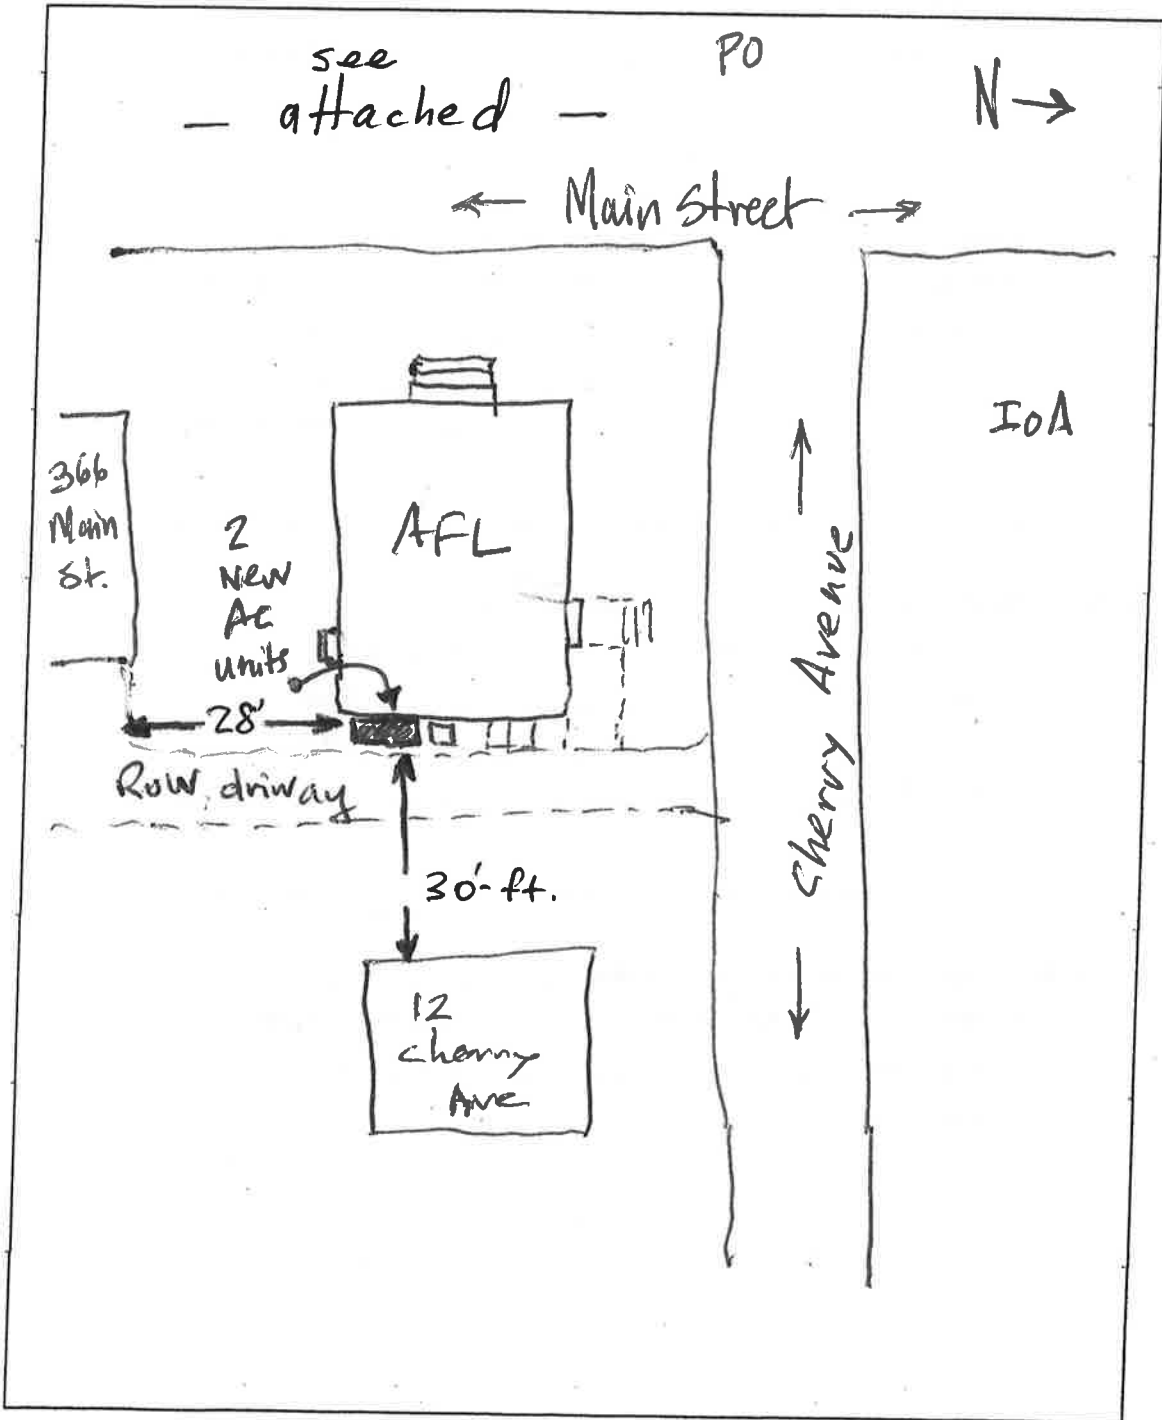 see
— attached —
PO
N →
← Main Street →
IoA
366
Main
St.
2
New
AC
units
AFL
28'
ROW driway
30'-ft.
Cherry Avenue
12
Cherry
Ave